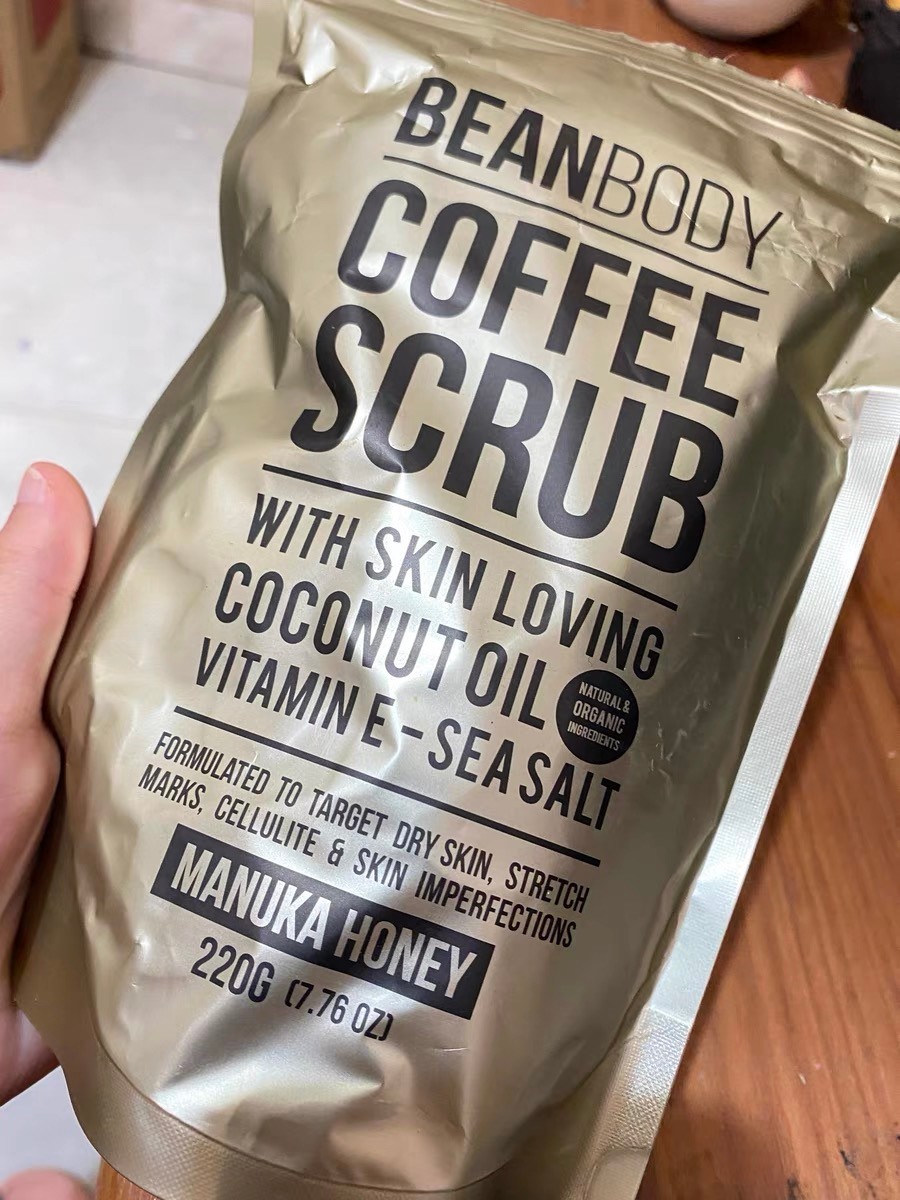 BEANBODY
COFFEE
SCRUB
WITH SKIN LOVING
COCONUT OIL
VITAMIN E - SEA SALT
NATURAL &
ORGANIC
INGREDIENTS
FORMULATED TO TARGET DRY SKIN, STRETCH
MARKS, CELLULITE & SKIN IMPERFECTIONS
MANUKA HONEY
220G (7.76 OZ)